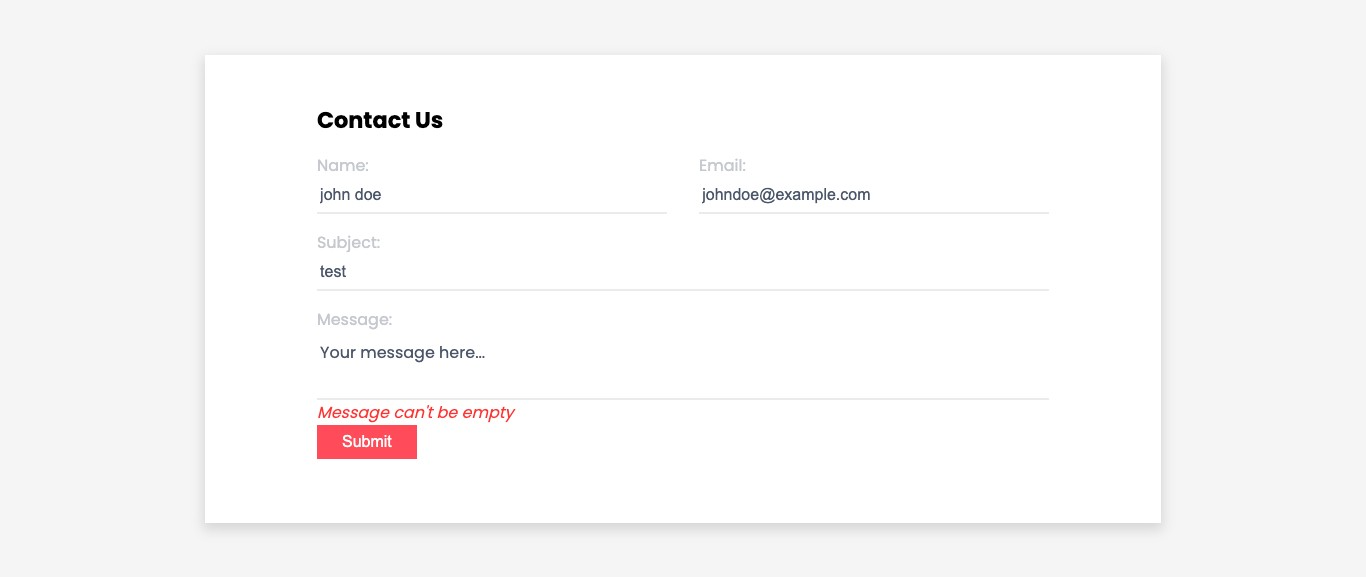 Contact Us
Name:
john doe
Email:
johndoe@example.com
Subject:
test
Message:
Your message here...
Message can't be empty
Submit